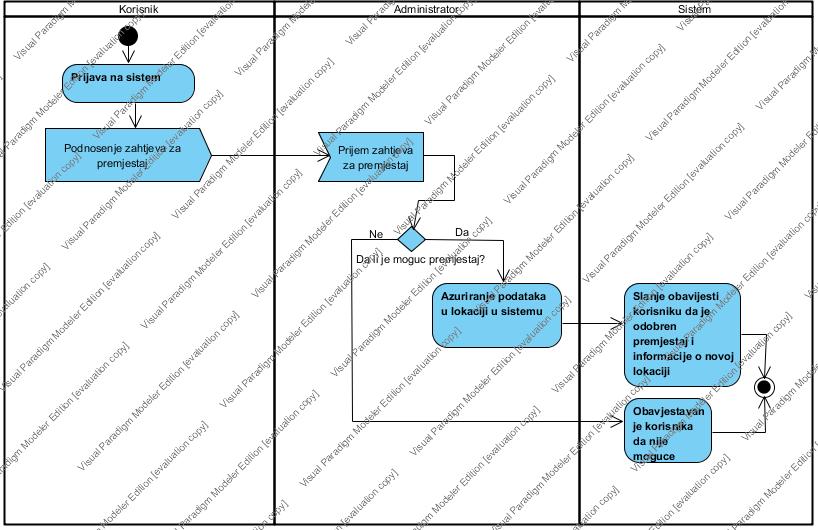 Korisnik
Administrator
Sistem
Prijava na sistem
Podnosenje zahtjeva za
premjestaj
Prijem zahtjeva
za premjestaj
Ne
Da
Da li je moguc premjestaj?
Azuriranje podataka
u lokaciji u sistemu
Slanje obavijesti
korisniku da je
odobren
premjestaj i
informacije o novoj
lokaciji
Obavjestavan
je korisnika
da nije
moguce
Visual Paradigm Modeler Edition [evaluation copy]